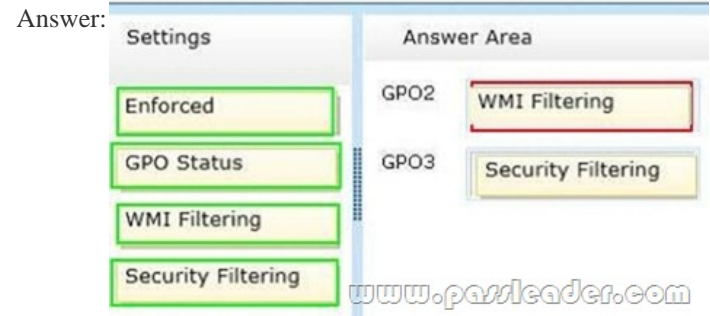 Answer:
Settings
Answer Area
Enforced
GPO2
WMI Filtering
GPO Status
GPO3
Security Filtering
WMI Filtering
Security Filtering
www.passleader.com